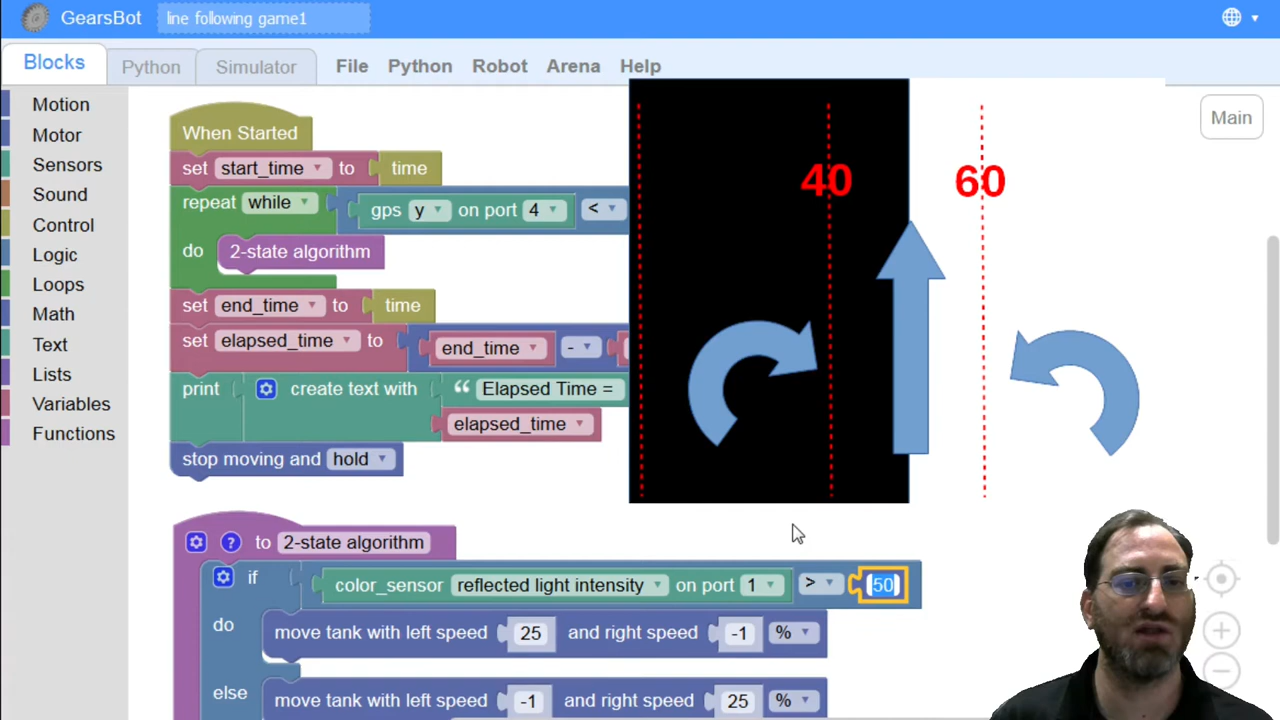 GearsBot line following game1
Blocks Python Simulator File Python Robot Arena Help
Main
Motion
Motor
Sensors
Sound
Control
Logic
Loops
Math
Text
Lists
Variables
Functions
When Started
set start_time to time
repeat while gps y on port 4 <
do 2-state algorithm
set end_time to time
set elapsed_time to end_time -
print create text with “ Elapsed Time =
elapsed_time
stop moving and hold
40 60
? to 2-state algorithm
if color_sensor reflected light intensity on port 1 > 50
do move tank with left speed 25 and right speed -1 %
else move tank with left speed -1 and right speed 25 %